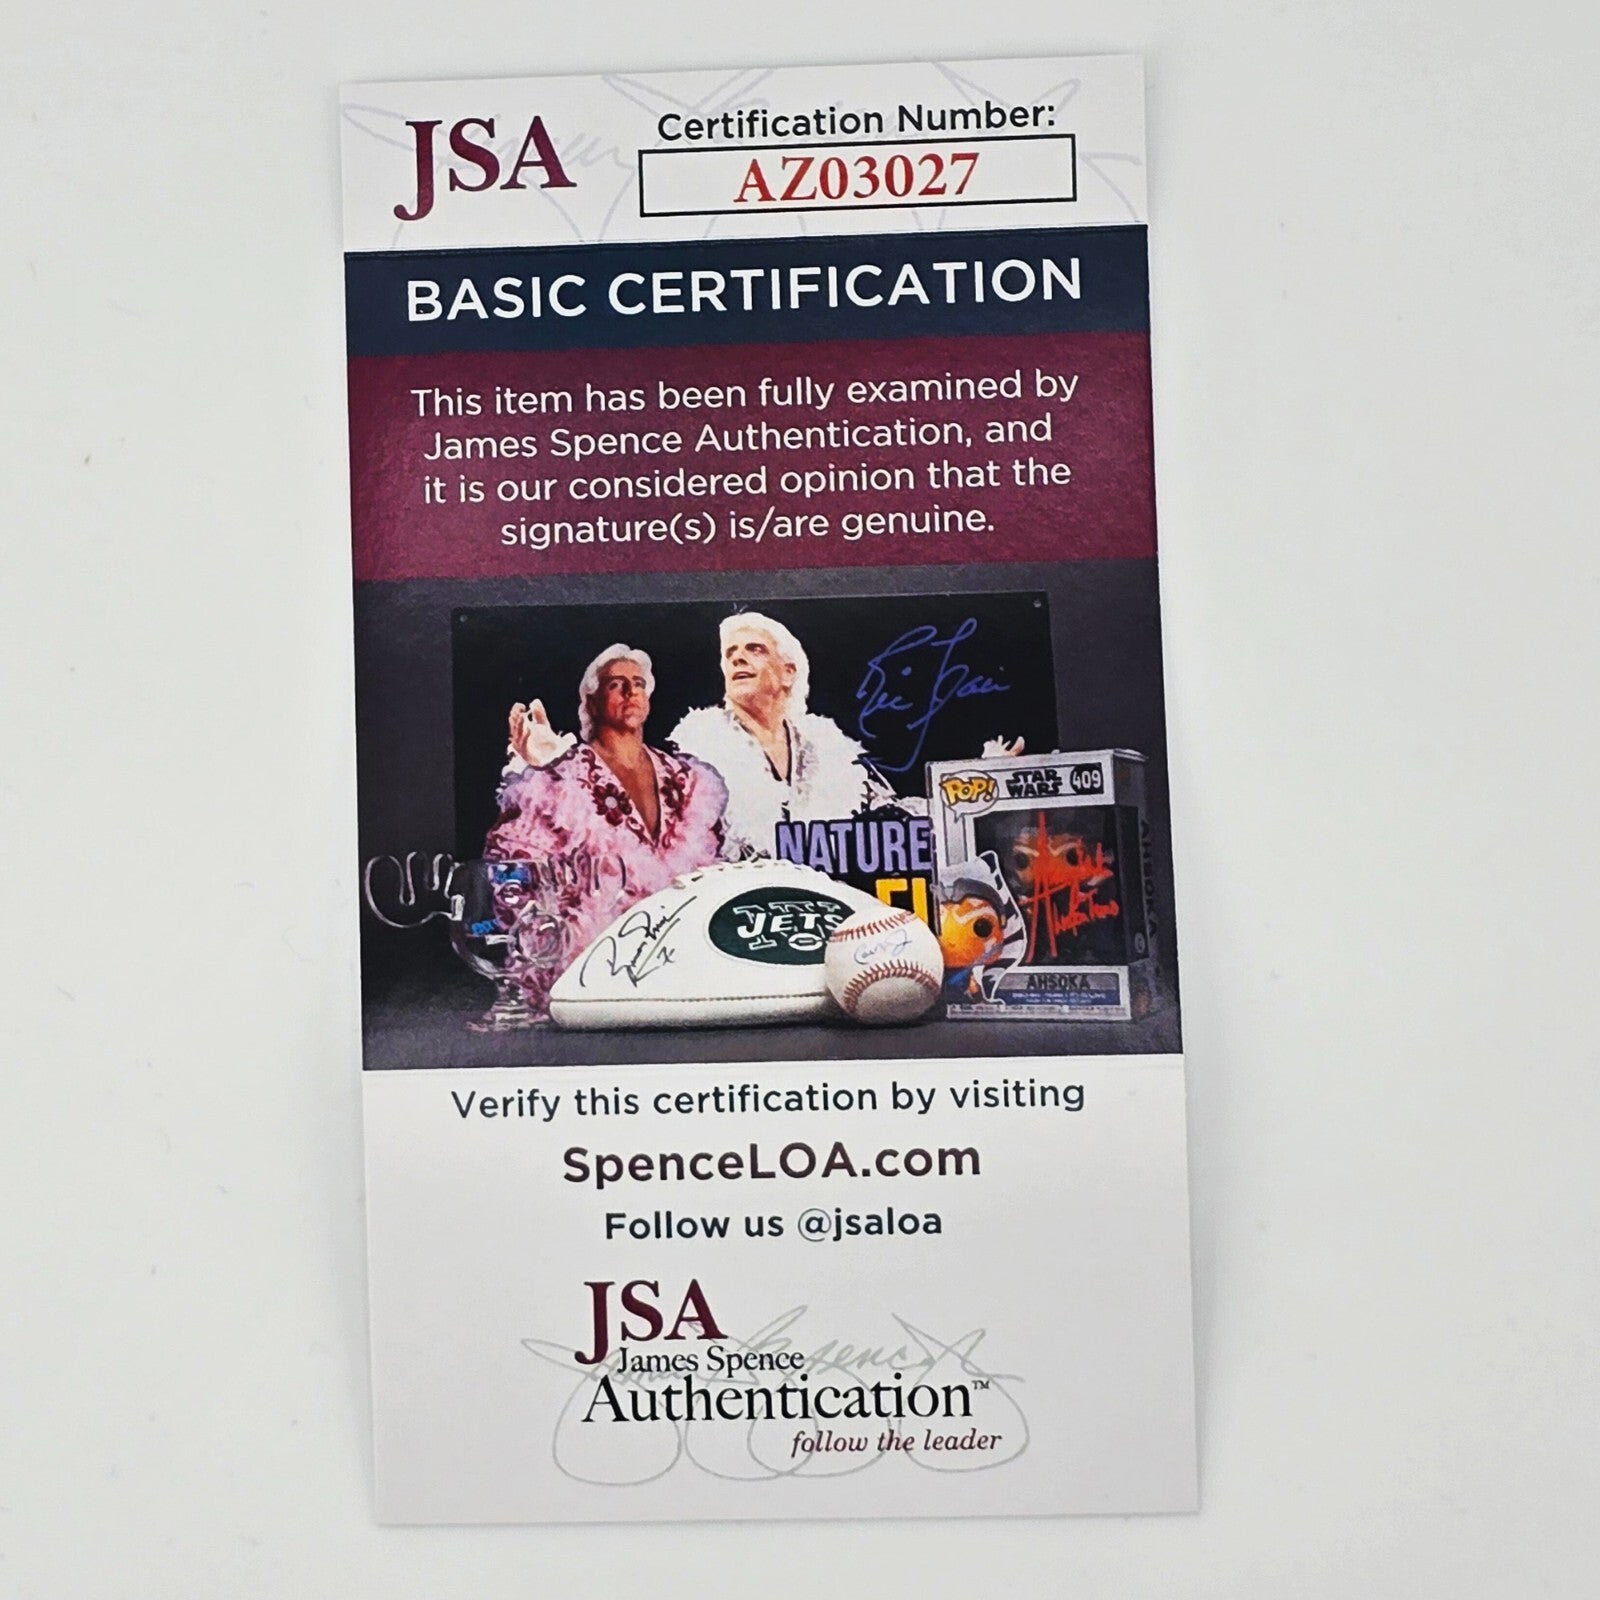 JSA
Certification Number:
AZ03027
BASIC CERTIFICATION
This item has been fully examined by
James Spence Authentication, and
it is our considered opinion that the
signature(s) is/are genuine.
NATURE
FL
JETS
POP!
STAR
WARS
409
AHSOKA
AHSOKA
Verify this certification by visiting
SpenceLOA.com
Follow us @jsaloa
JSA
James Spence
Authentication™
follow the leader